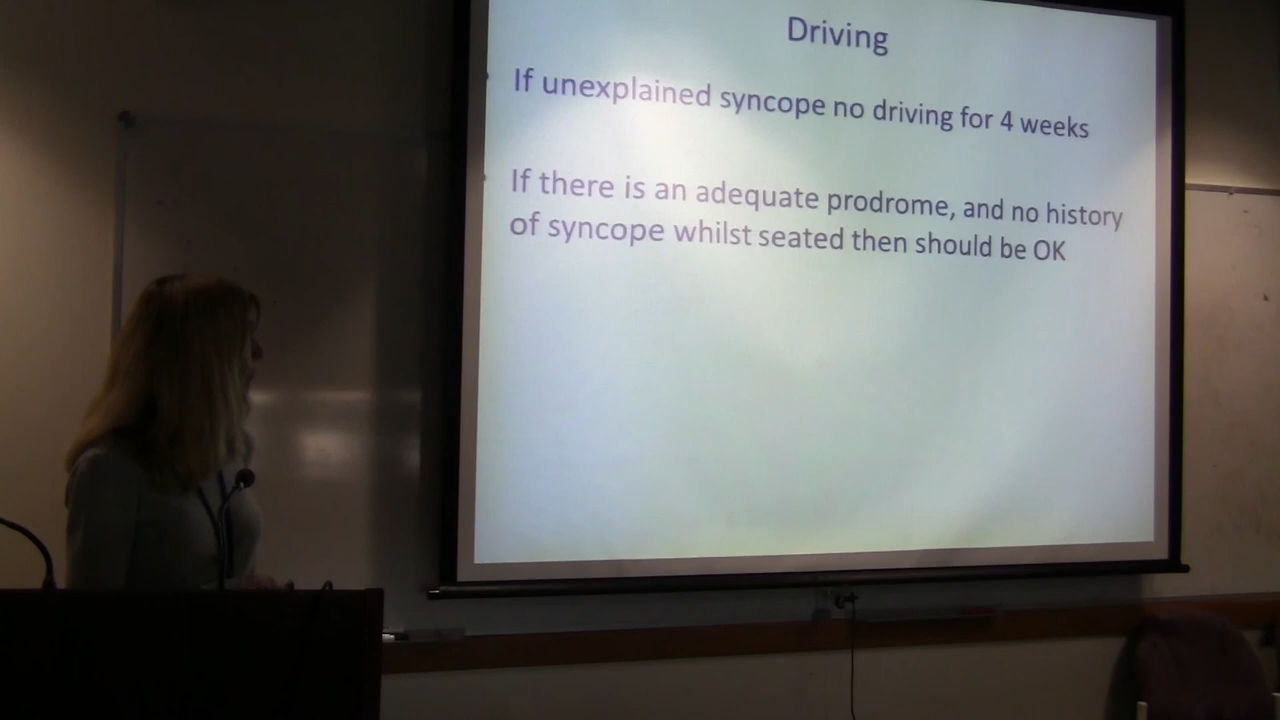 Driving
If unexplained syncope no driving for 4 weeks
If there is an adequate prodrome, and no history
of syncope whilst seated then should be OK